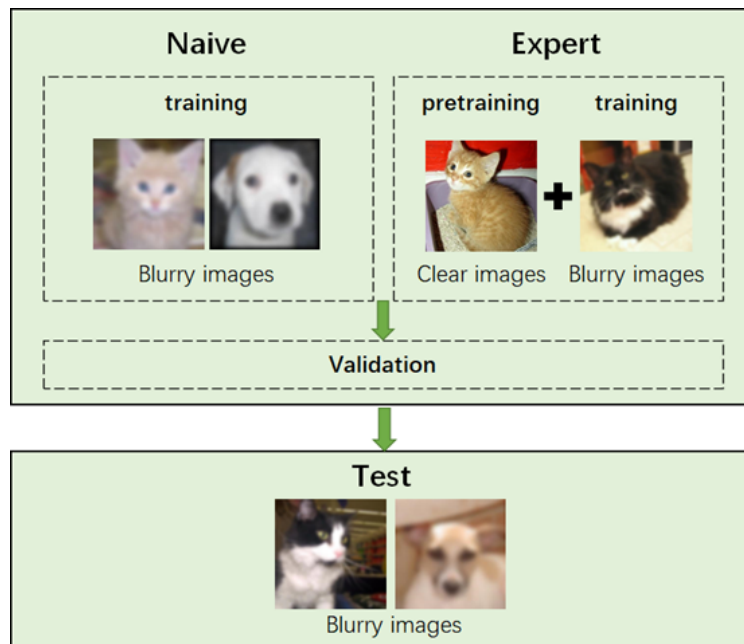 Naive
Expert
training
pretraining
training
Blurry images
Clear images
Blurry images
Validation
Test
Blurry images